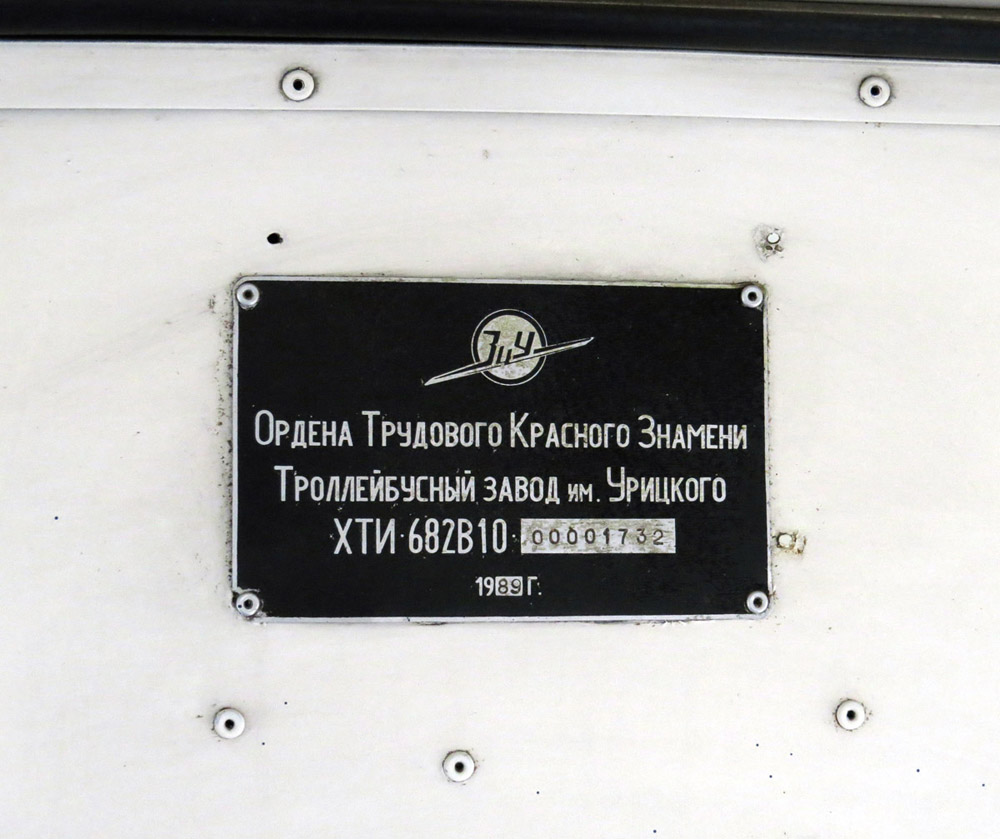 ЗиУ
Ордена Трудового Красного Знамени
Троллейбусный завод им. Урицкого
ХТИ·682В10·00001732
1989 г.